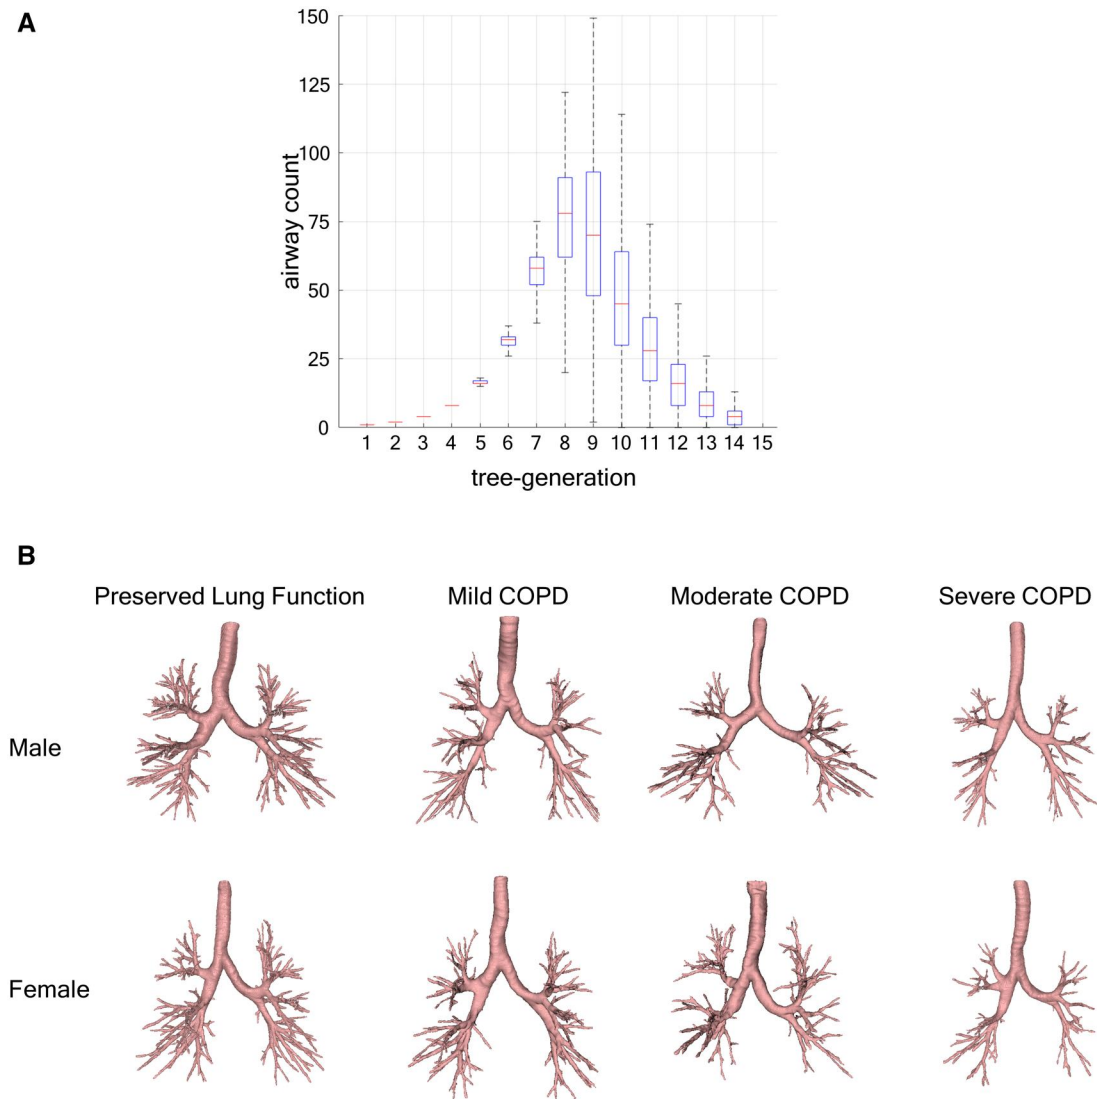 A
150
125
100
75
50
25
0
airway count
1 2 3 4 5 6 7 8 9 10 11 12 13 14 15
tree-generation
B
Preserved Lung Function Mild COPD Moderate COPD Severe COPD
Male
Female